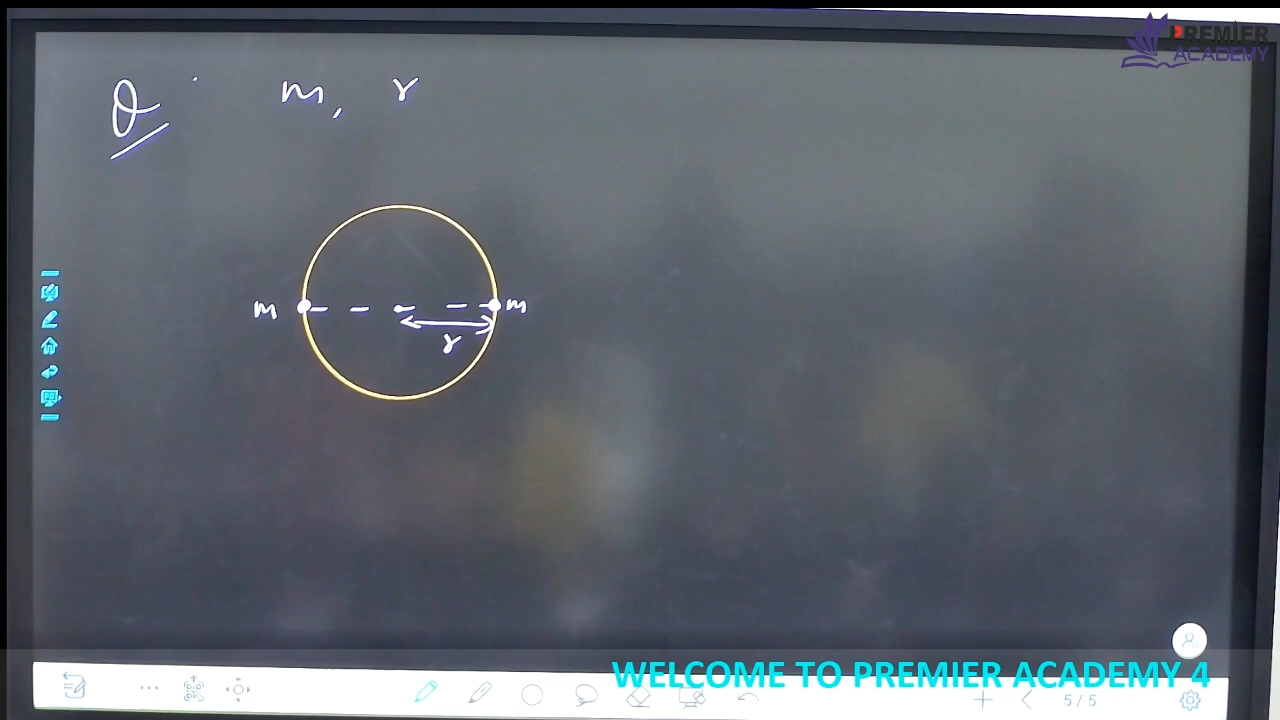 PREMIER
ACADEMY
Q m, r
m m
r
WELCOME TO PREMIER ACADEMY 4
5/5